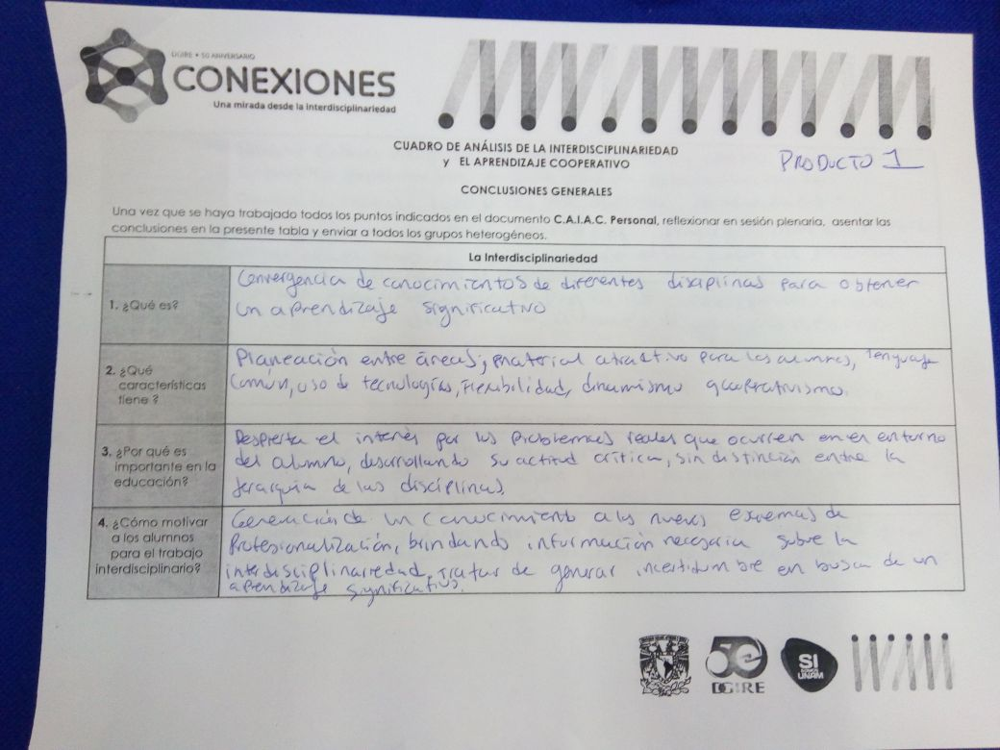 DGIRE • 50 ANIVERSARIO
CONEXIONES
Una mirada desde la interdisciplinariedad
CUADRO DE ANÁLISIS DE LA INTERDISCIPLINARIEDAD
y EL APRENDIZAJE COOPERATIVO
PRODUCTO 1
CONCLUSIONES GENERALES
Una vez que se haya trabajado todos los puntos indicados en el documento C.A.I.A.C. Personal, reflexionar en sesión plenaria, asentar las
conclusiones en la presente tabla y enviar a todos los grupos heterogéneos.
La Interdisciplinariedad
1. ¿Qué es?
Convergencia de conocimientos de diferentes disciplinas para obtener
un aprendizaje significativo
2. ¿Qué
características
tiene ?
Planeación entre áreas, material atractivo para los alumnos, lenguaje
común, uso de tecnologías, flexibilidad, dinamismo y cooperativismo.
3. ¿Por qué es
importante en la
educación?
Despierta el interés por los problemas reales que ocurren en el entorno
del alumno, desarrollando su actitud crítica, sin distinción entre la
jerarquía de las disciplinas
4. ¿Cómo motivar
a los alumnos
para el trabajo
interdisciplinario?
Generación de un conocimiento a los nuevos esquemas de
Profesionalización, brindando información necesaria sobre la
interdisciplinariedad, tratar de generar incertidumbre en busca de un
aprendizaje significativo.
50
DGIRE
SI
UNAM